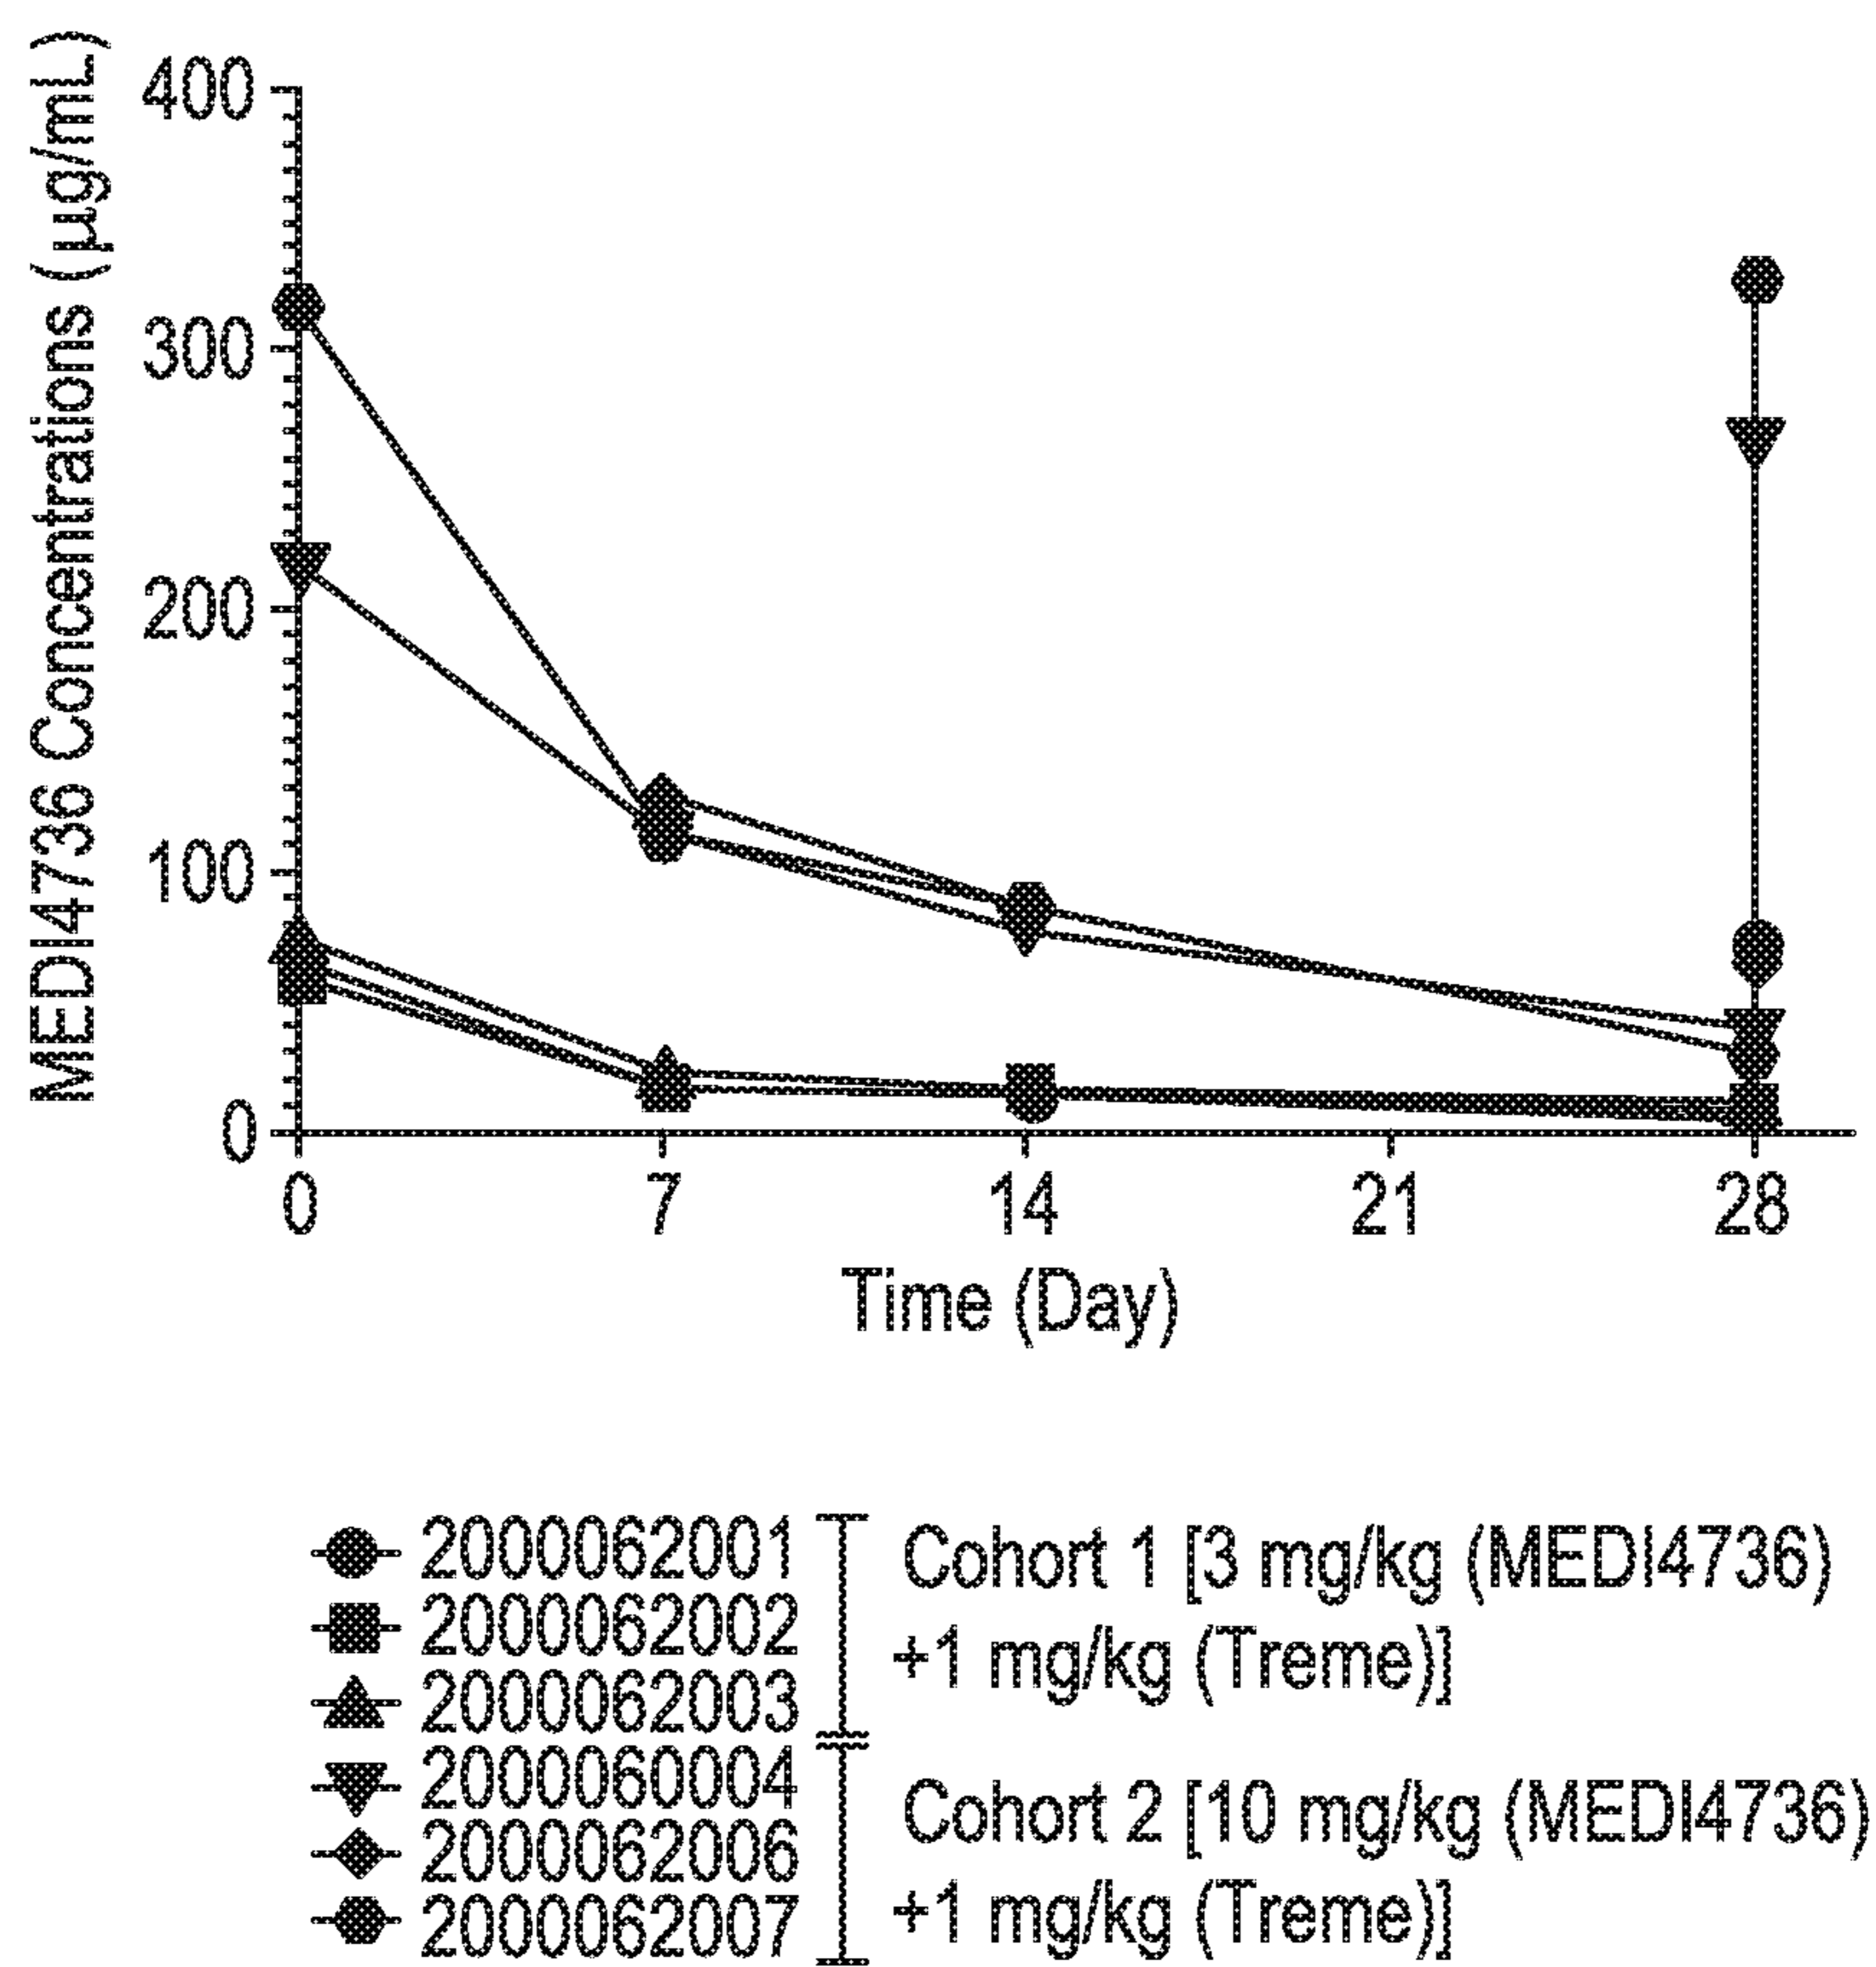 MEDI4736 Concentrations (µg/mL)
400
300
200
100
0
0 7 14 21 28
Time (Day)
2000062001
2000062002
2000062003
Cohort 1 [3 mg/kg (MEDI4736)
+1 mg/kg (Treme)]
2000060004
2000062006
2000062007
Cohort 2 [10 mg/kg (MEDI4736)
+1 mg/kg (Treme)]